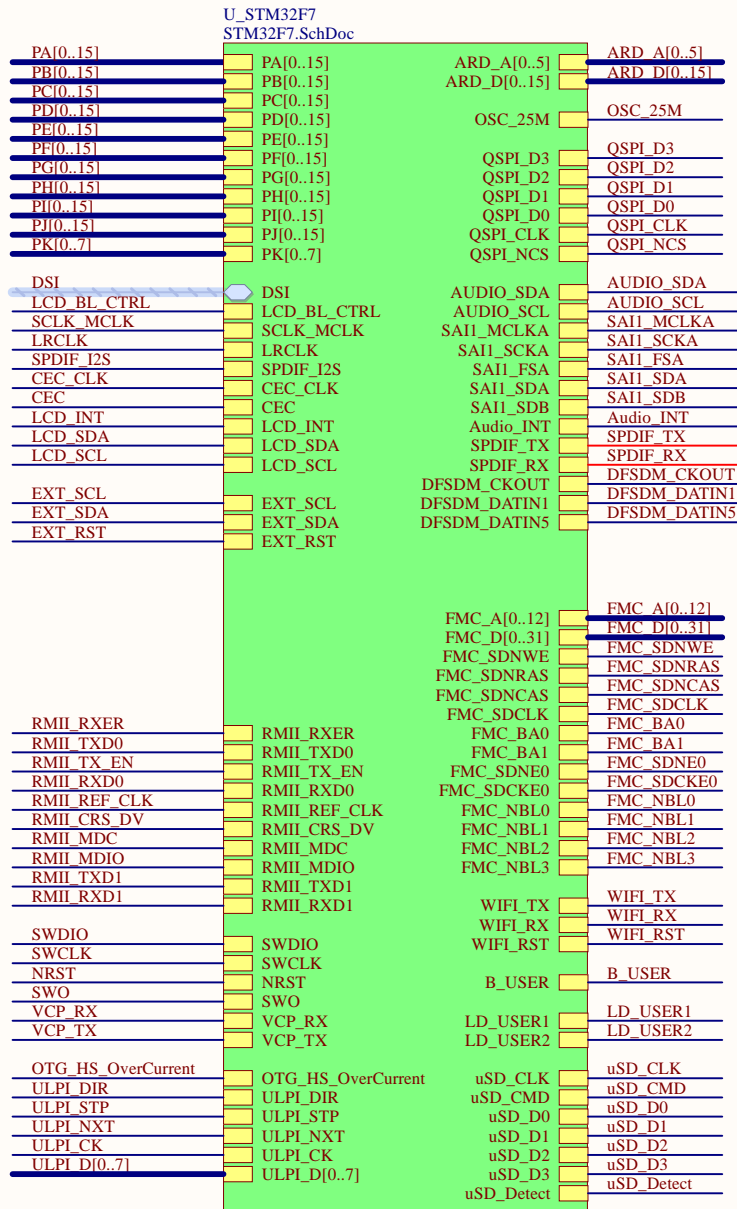 U_STM32F7
STM32F7.SchDoc
PA[0..15] PA[0..15] ARD_A[0..5] ARD_A[0..5]
PB[0..15] PB[0..15] ARD_D[0..15] ARD_D[0..15]
PC[0..15] PC[0..15]
PD[0..15] PD[0..15] OSC_25M OSC_25M
PE[0..15] PE[0..15]
PF[0..15] PF[0..15] QSPI_D3 QSPI_D3
PG[0..15] PG[0..15] QSPI_D2 QSPI_D2
PH[0..15] PH[0..15] QSPI_D1 QSPI_D1
PI[0..15] PI[0..15] QSPI_D0 QSPI_D0
PJ[0..15] PJ[0..15] QSPI_CLK QSPI_CLK
PK[0..7] PK[0..7] QSPI_NCS QSPI_NCS
DSI DSI AUDIO_SDA AUDIO_SDA
LCD_BL_CTRL LCD_BL_CTRL AUDIO_SCL AUDIO_SCL
SCLK_MCLK SCLK_MCLK SAI1_MCLKA SAI1_MCLKA
LRCLK LRCLK SAI1_SCKA SAI1_SCKA
SPDIF_I2S SPDIF_I2S SAI1_FSA SAI1_FSA
CEC_CLK CEC_CLK SAI1_SDA SAI1_SDA
CEC CEC SAI1_SDB SAI1_SDB
LCD_INT LCD_INT Audio_INT Audio_INT
LCD_SDA LCD_SDA SPDIF_TX SPDIF_TX
LCD_SCL LCD_SCL SPDIF_RX SPDIF_RX
DFSDM_CKOUT DFSDM_CKOUT
EXT_SCL EXT_SCL DFSDM_DATIN1 DFSDM_DATIN1
EXT_SDA EXT_SDA DFSDM_DATIN5 DFSDM_DATIN5
EXT_RST EXT_RST
FMC_A[0..12] FMC_A[0..12]
FMC_D[0..31] FMC_D[0..31]
FMC_SDNWE FMC_SDNWE
FMC_SDNRAS FMC_SDNRAS
FMC_SDNCAS FMC_SDNCAS
FMC_SDCLK FMC_SDCLK
RMII_RXER RMII_RXER FMC_BA0 FMC_BA0
RMII_TXD0 RMII_TXD0 FMC_BA1 FMC_BA1
RMII_TX_EN RMII_TX_EN FMC_SDNE0 FMC_SDNE0
RMII_RXD0 RMII_RXD0 FMC_SDCKE0 FMC_SDCKE0
RMII_REF_CLK RMII_REF_CLK FMC_NBL0 FMC_NBL0
RMII_CRS_DV RMII_CRS_DV FMC_NBL1 FMC_NBL1
RMII_MDC RMII_MDC FMC_NBL2 FMC_NBL2
RMII_MDIO RMII_MDIO FMC_NBL3 FMC_NBL3
RMII_TXD1 RMII_TXD1
RMII_RXD1 RMII_RXD1 WIFI_TX WIFI_TX
WIFI_RX WIFI_RX
SWDIO SWDIO WIFI_RST WIFI_RST
SWCLK SWCLK
NRST NRST B_USER B_USER
SWO SWO
VCP_RX VCP_RX LD_USER1 LD_USER1
VCP_TX VCP_TX LD_USER2 LD_USER2
OTG_HS_OverCurrent OTG_HS_OverCurrent uSD_CLK uSD_CLK
ULPI_DIR ULPI_DIR uSD_CMD uSD_CMD
ULPI_STP ULPI_STP uSD_D0 uSD_D0
ULPI_NXT ULPI_NXT uSD_D1 uSD_D1
ULPI_CK ULPI_CK uSD_D2 uSD_D2
ULPI_D[0..7] ULPI_D[0..7] uSD_D3 uSD_D3
uSD_Detect uSD_Detect